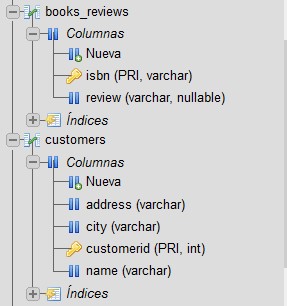 books_reviews
Columnas
Nueva
isbn (PRI, varchar)
review (varchar, nullable)
Índices
customers
Columnas
Nueva
address (varchar)
city (varchar)
customerid (PRI, int)
name (varchar)
Índices